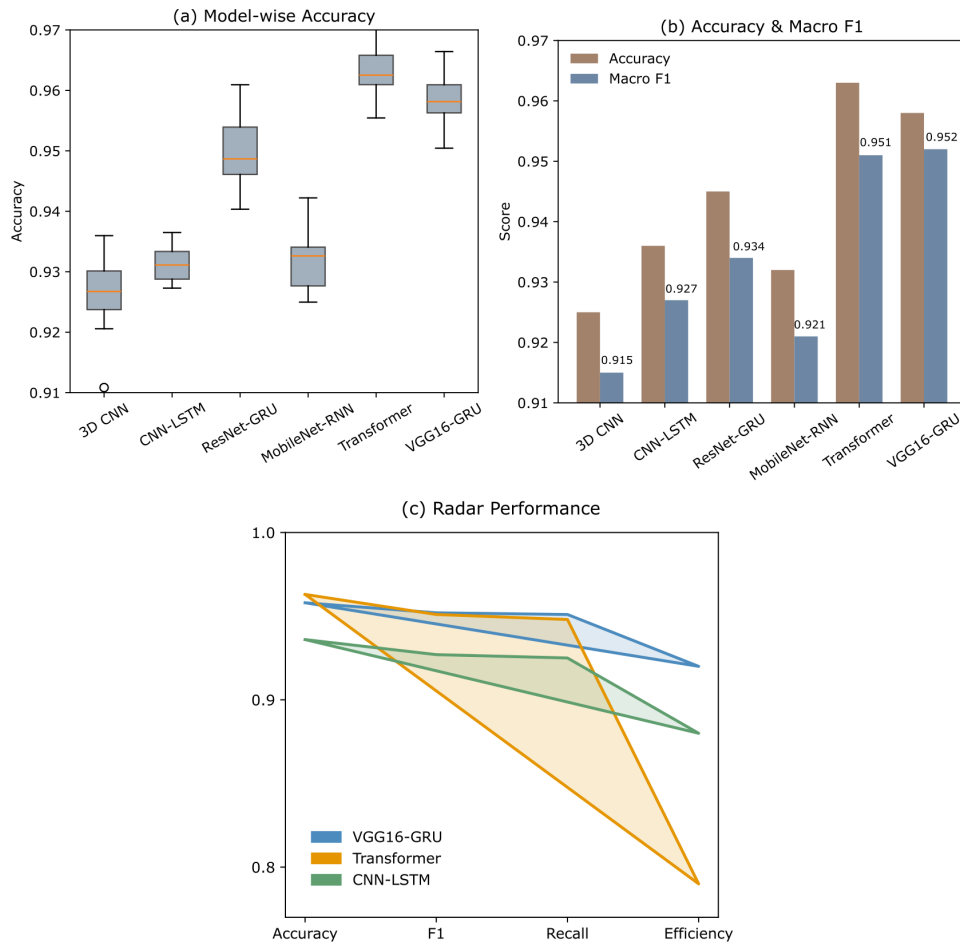 (a) Model-wise Accuracy
Accuracy
0.97
0.96
0.95
0.94
0.93
0.92
0.91
3D CNN
CNN-LSTM
ResNet-GRU
MobileNet-RNN
Transformer
VGG16-GRU
(b) Accuracy & Macro F1
Score
0.97
0.96
0.95
0.94
0.93
0.92
0.91
Accuracy
Macro F1
0.915
0.927
0.934
0.921
0.951
0.952
3D CNN
CNN-LSTM
ResNet-GRU
MobileNet-RNN
Transformer
VGG16-GRU
(c) Radar Performance
1.0
0.9
0.8
VGG16-GRU
Transformer
CNN-LSTM
Accuracy
F1
Recall
Efficiency